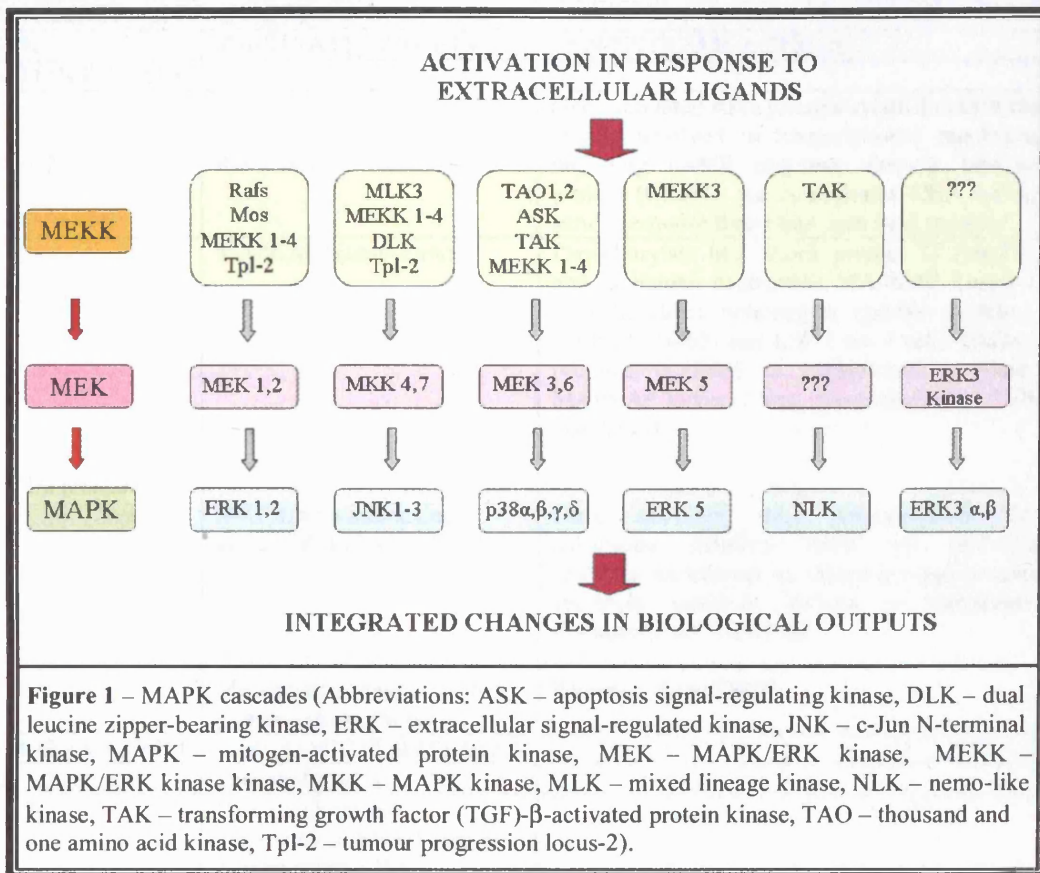 ACTIVATION IN RESPONSE TO
EXTRACELLULAR LIGANDS
MEKK
Rafs
Mos
MEKK 1-4
Tpl-2
MLK3
MEKK 1-4
DLK
Tpl-2
TAO1,2
ASK
TAK
MEKK 1-4
MEKK3
TAK
???
MEK
MEK 1,2
MKK 4,7
MEK 3,6
MEK 5
???
ERK3
Kinase
MAPK
ERK 1,2
JNK1-3
p38α,β,γ,δ
ERK 5
NLK
ERK3 α,β
INTEGRATED CHANGES IN BIOLOGICAL OUTPUTS
Figure 1 – MAPK cascades (Abbreviations: ASK – apoptosis signal-regulating kinase, DLK – dual
leucine zipper-bearing kinase, ERK – extracellular signal-regulated kinase, JNK – c-Jun N-terminal
kinase, MAPK – mitogen-activated protein kinase, MEK – MAPK/ERK kinase, MEKK –
MAPK/ERK kinase kinase, MKK – MAPK kinase, MLK – mixed lineage kinase, NLK – nemo-like
kinase, TAK – transforming growth factor (TGF)-β-activated protein kinase, TAO – thousand and
one amino acid kinase, Tpl-2 – tumour progression locus-2).